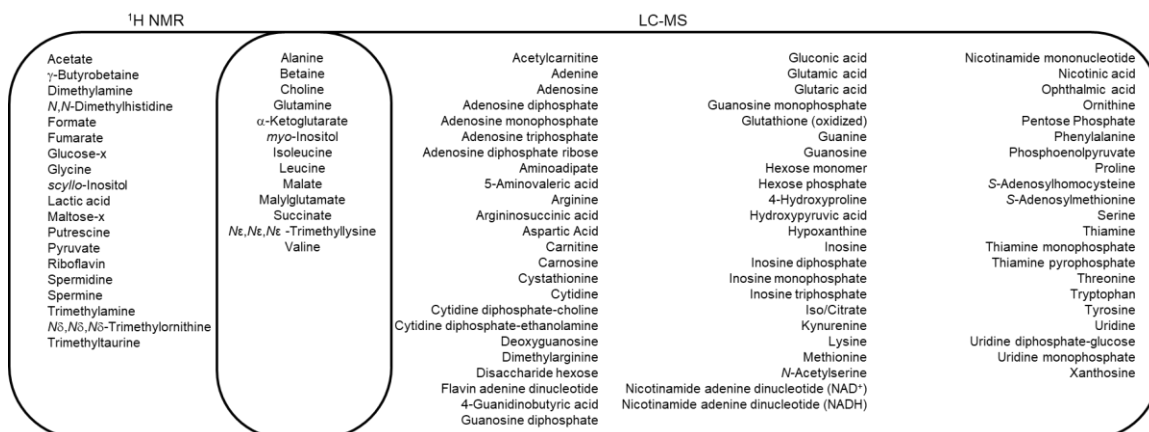 ¹H NMR
LC-MS
Acetate
γ-Butyrobetaine
Dimethylamine
N,N-Dimethylhistidine
Formate
Fumarate
Glucose-x
Glycine
scyllo-Inositol
Lactic acid
Maltose-x
Putrescine
Pyruvate
Riboflavin
Spermidine
Spermine
Trimethylamine
Nδ,Nδ,Nδ-Trimethylornithine
Trimethyltaurine
Alanine
Betaine
Choline
Glutamine
α-Ketoglutarate
myo-Inositol
Isoleucine
Leucine
Malate
Malylglutamate
Succinate
Nε,Nε,Nε -Trimethyllysine
Valine
Acetylcarnitine
Adenine
Adenosine
Adenosine diphosphate
Adenosine monophosphate
Adenosine triphosphate
Adenosine diphosphate ribose
Aminoadipate
5-Aminovaleric acid
Arginine
Argininosuccinic acid
Aspartic Acid
Carnitine
Carnosine
Cystathionine
Cytidine
Cytidine diphosphate-choline
Cytidine diphosphate-ethanolamine
Deoxyguanosine
Dimethylarginine
Disaccharide hexose
Flavin adenine dinucleotide
4-Guanidinobutyric acid
Guanosine diphosphate
Gluconic acid
Glutamic acid
Glutaric acid
Guanosine monophosphate
Glutathione (oxidized)
Guanine
Guanosine
Hexose monomer
Hexose phosphate
4-Hydroxyproline
Hydroxypyruvic acid
Hypoxanthine
Inosine
Inosine diphosphate
Inosine monophosphate
Inosine triphosphate
Iso/Citrate
Kynurenine
Lysine
Methionine
N-Acetylserine
Nicotinamide adenine dinucleotide (NAD⁺)
Nicotinamide adenine dinucleotide (NADH)
Nicotinamide mononucleotide
Nicotinic acid
Ophthalmic acid
Ornithine
Pentose Phosphate
Phenylalanine
Phosphoenolpyruvate
Proline
S-Adenosylhomocysteine
S-Adenosylmethionine
Serine
Thiamine
Thiamine monophosphate
Thiamine pyrophosphate
Threonine
Tryptophan
Tyrosine
Uridine
Uridine diphosphate-glucose
Uridine monophosphate
Xanthosine